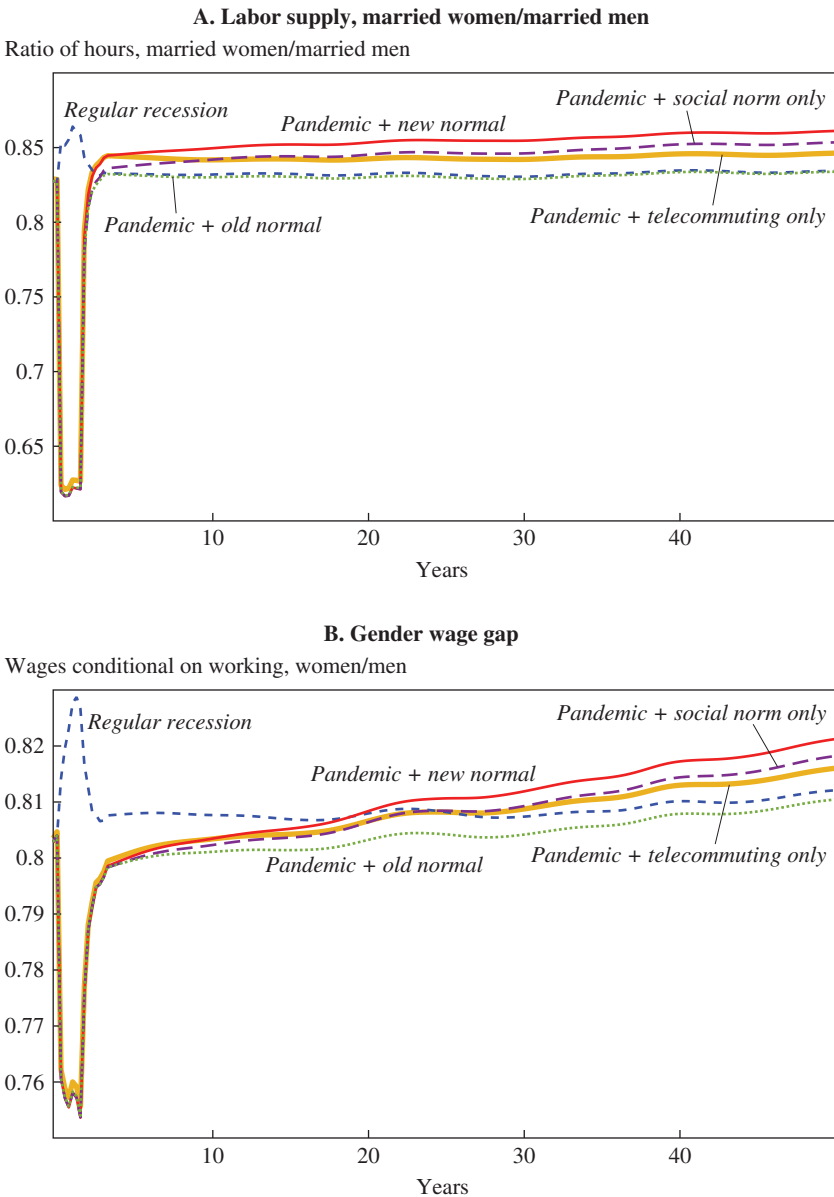 A. Labor supply, married women/married men
Ratio of hours, married women/married men
Regular recession
Pandemic + social norm only
Pandemic + new normal
0.85
Pandemic + old normal
Pandemic + telecommuting only
0.8
0.75
0.7
0.65
10 20 30 40
Years
B. Gender wage gap
Wages conditional on working, women/men
Regular recession
Pandemic + social norm only
0.82
Pandemic + new normal
0.81
0.8
Pandemic + old normal
Pandemic + telecommuting only
0.79
0.78
0.77
0.76
10 20 30 40
Years